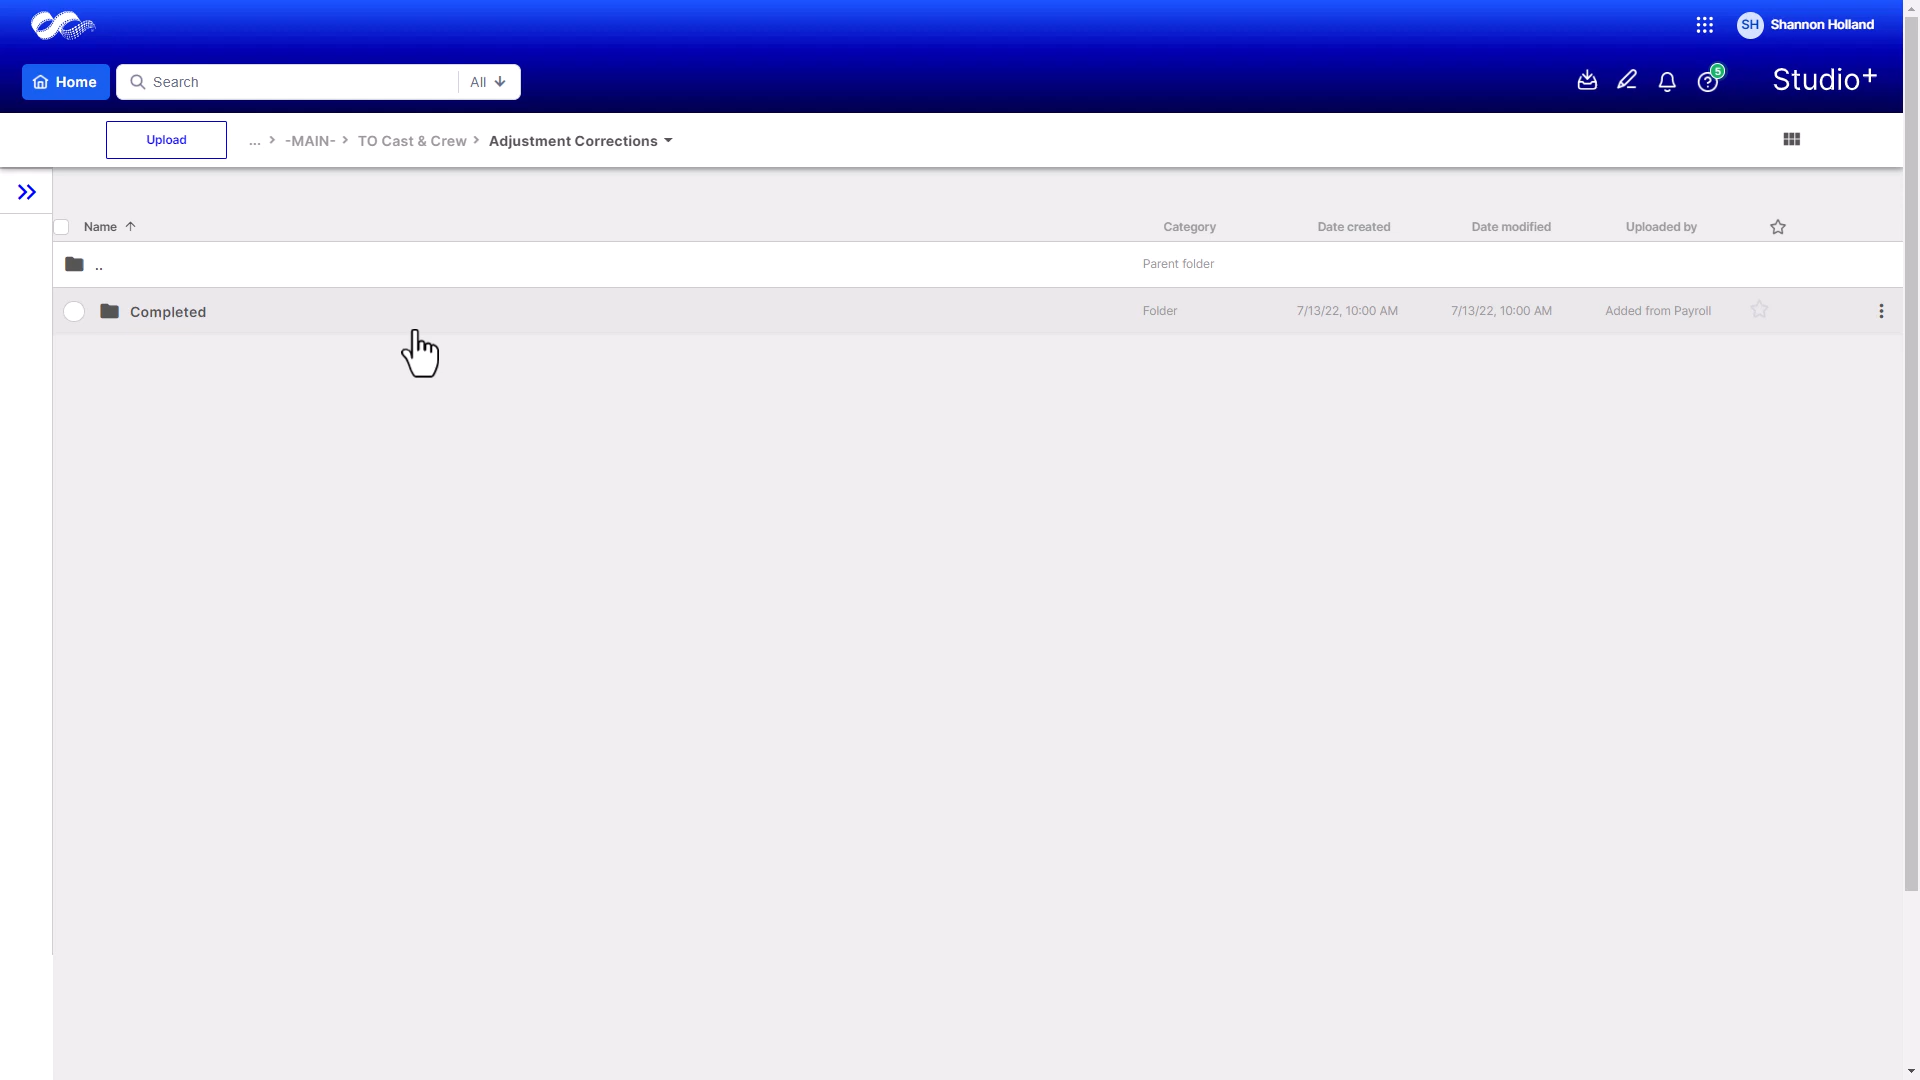 SH Shannon Holland
Home Search All 5 Studio+
Upload ... > -MAIN- > TO Cast & Crew > Adjustment Corrections
Name Category Date created Date modified Uploaded by
.. Parent folder
Completed Folder 7/13/22, 10:00 AM 7/13/22, 10:00 AM Added from Payroll